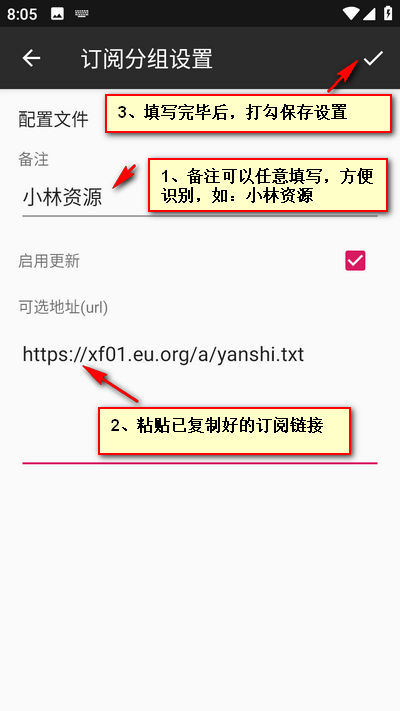 8:05
订阅分组设置
3、填写完毕后，打勾保存设置
配置文件
备注
1、备注可以任意填写，方便
识别，如：小林资源
小林资源
启用更新
可选地址(url)
https://xf01.eu.org/a/yanshi.txt
2、粘贴已复制好的订阅链接